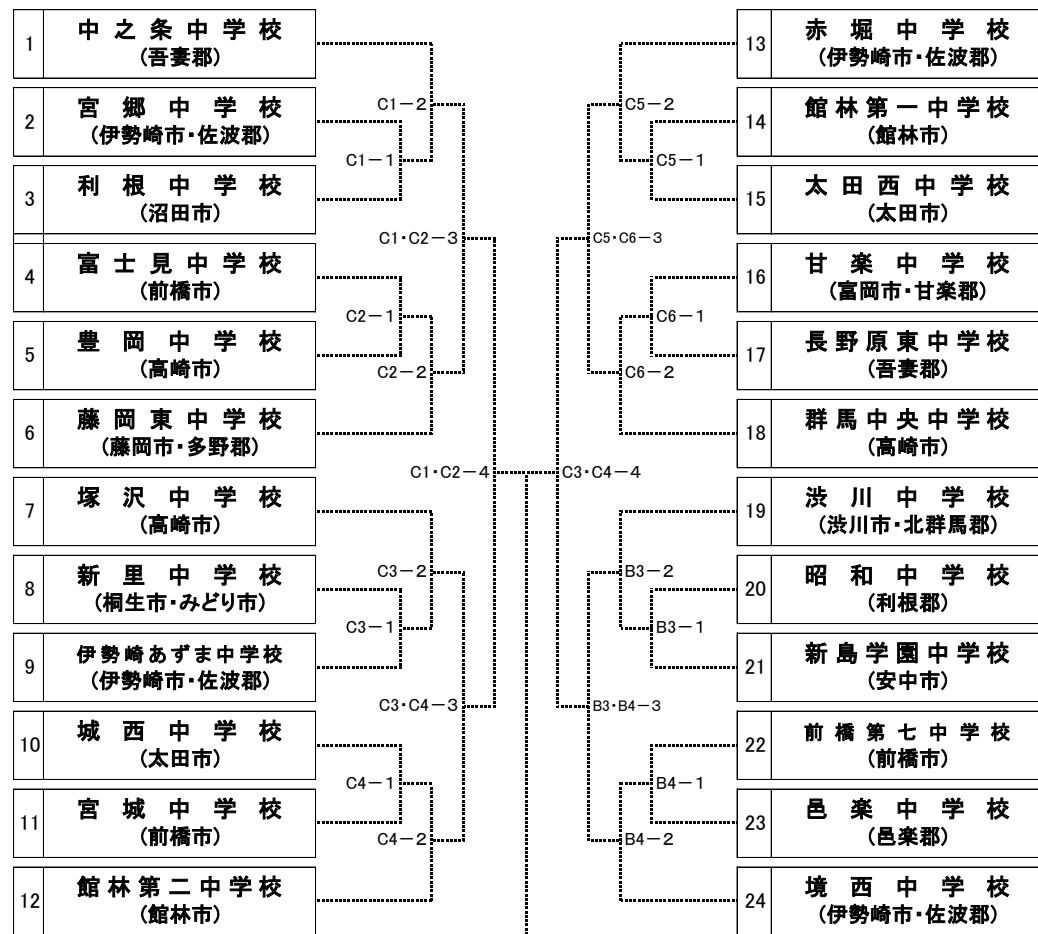 1
中之条中学校
(吾妻郡)
2
宮郷中学校
(伊勢崎市・佐波郡)
3
利根中学校
(沼田市)
4
富士見中学校
(前橋市)
5
豊岡中学校
(高崎市)
6
藤岡東中学校
(藤岡市・多野郡)
7
塚沢中学校
(高崎市)
8
新里中学校
(桐生市・みどり市)
9
伊勢崎あずま中学校
(伊勢崎市・佐波郡)
10
城西中学校
(太田市)
11
宮城中学校
(前橋市)
12
館林第二中学校
(館林市)
C1-2
C1-1
C1・C2-3
C2-1
C2-2
C1・C2-4
C3-2
C3-1
C3・C4-3
C4-1
C4-2
C5-2
C5-1
C5・C6-3
C6-1
C6-2
C3・C4-4
B3-2
B3-1
B3・B4-3
B4-1
B4-2
13
赤堀中学校
(伊勢崎市・佐波郡)
14
館林第一中学校
(館林市)
15
太田西中学校
(太田市)
16
甘楽中学校
(富岡市・甘楽郡)
17
長野原東中学校
(吾妻郡)
18
群馬中央中学校
(高崎市)
19
渋川中学校
(渋川市・北群馬郡)
20
昭和中学校
(利根郡)
21
新島学園中学校
(安中市)
22
前橋第七中学校
(前橋市)
23
邑楽中学校
(邑楽郡)
24
境西中学校
(伊勢崎市・佐波郡)